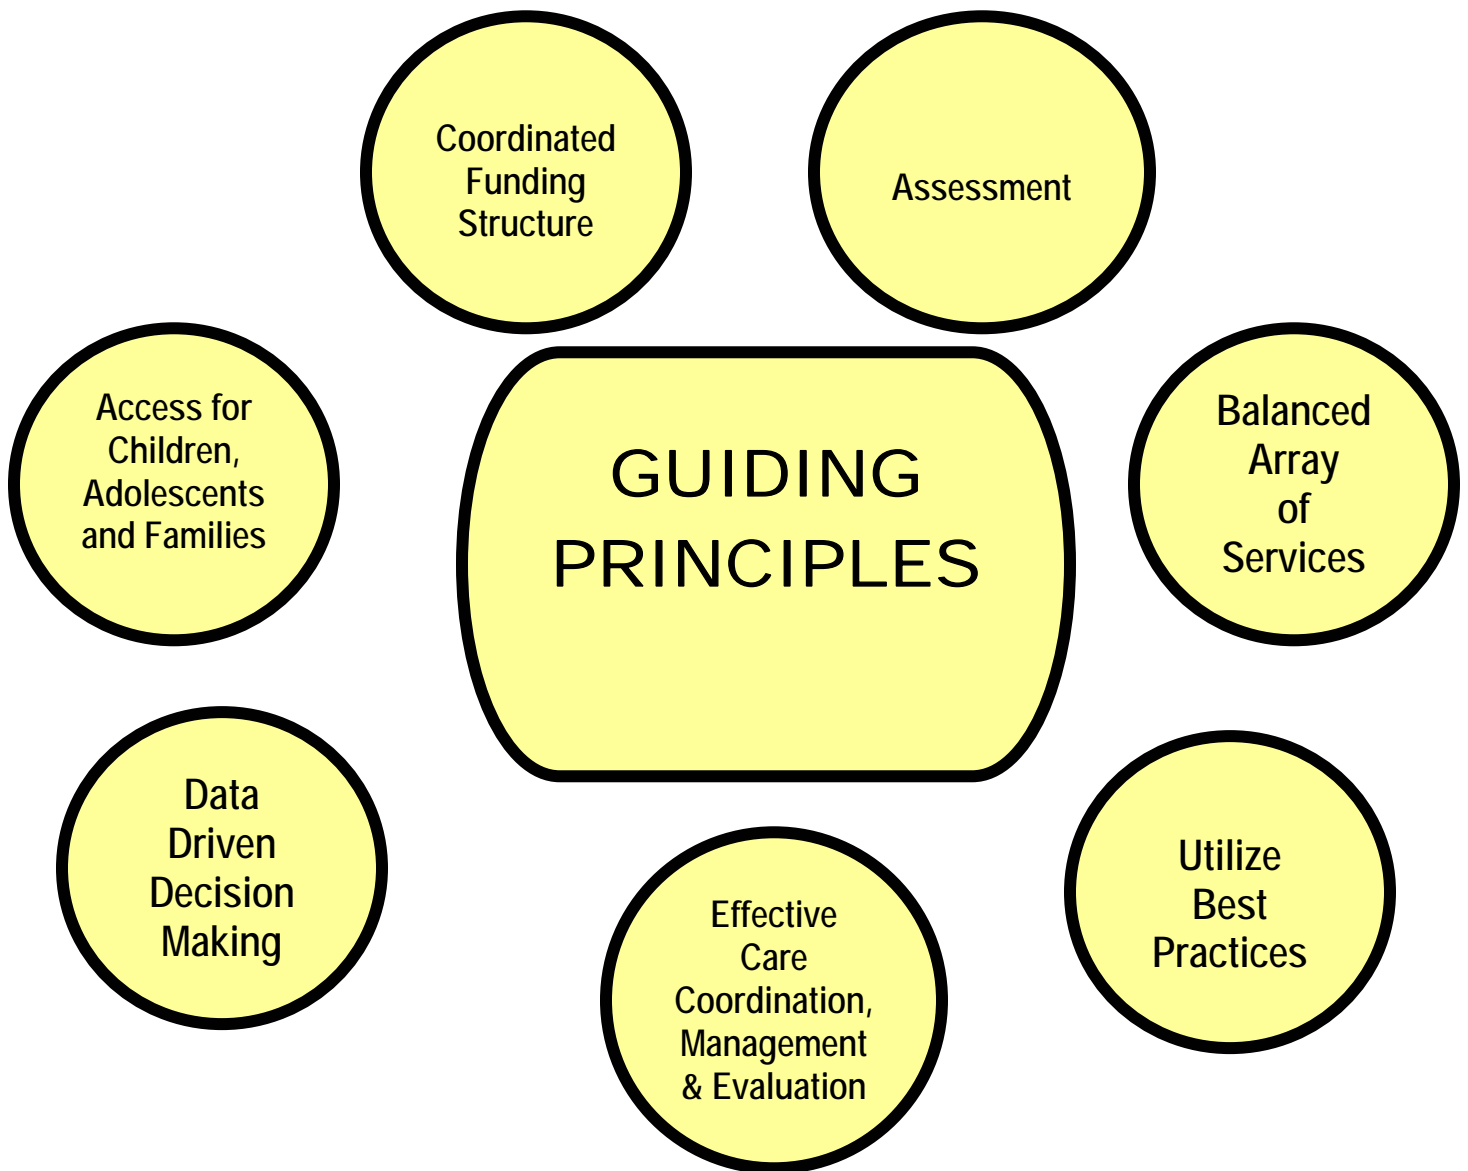 Coordinated
Funding
Structure
Assessment
Access for
Children,
Adolescents
and Families
GUIDING
PRINCIPLES
Balanced
Array
of
Services
Data
Driven
Decision
Making
Effective
Care
Coordination,
Management
& Evaluation
Utilize
Best
Practices